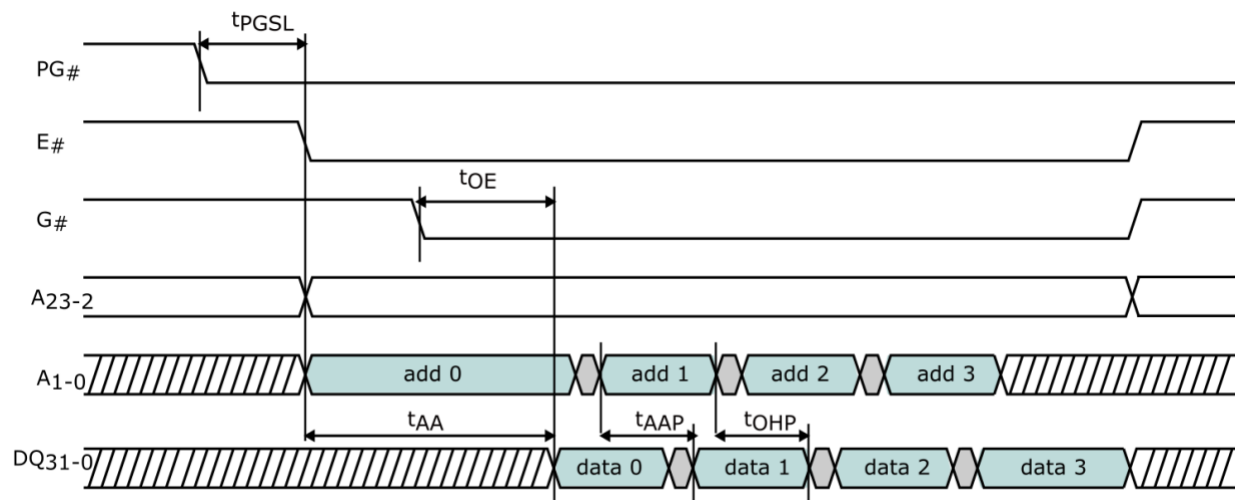 tPGSL
PG#
E#
tOE
G#
A23-2
A1-0 add 0 add 1 add 2 add 3
tAA tAAP tOHP
DQ31-0 data 0 data 1 data 2 data 3